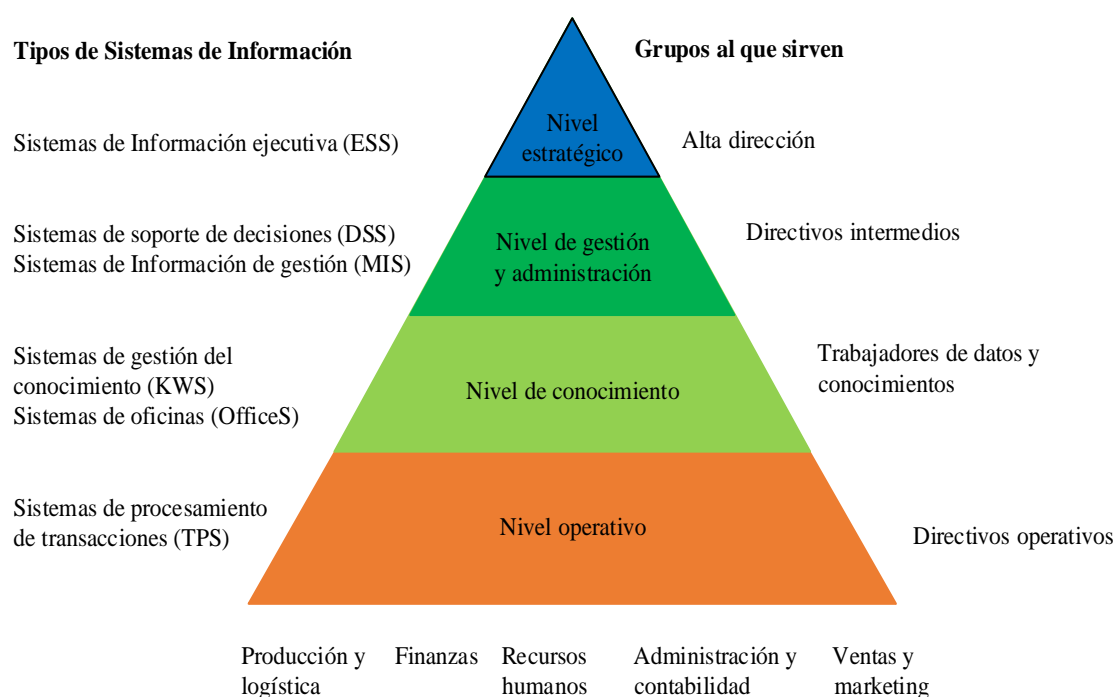 Tipos de Sistemas de Información
Grupos al que sirven
Sistemas de Información ejecutiva (ESS)
Nivel
estratégico
Alta dirección
Sistemas de soporte de decisiones (DSS)
Sistemas de Información de gestión (MIS)
Nivel de gestión
y administración
Directivos intermedios
Sistemas de gestión del
conocimiento (KWS)
Sistemas de oficinas (OfficeS)
Nivel de conocimiento
Trabajadores de datos y
conocimientos
Sistemas de procesamiento
de transacciones (TPS)
Nivel operativo
Directivos operativos
Producción y
logística
Finanzas
Recursos
humanos
Administración y
contabilidad
Ventas y
marketing